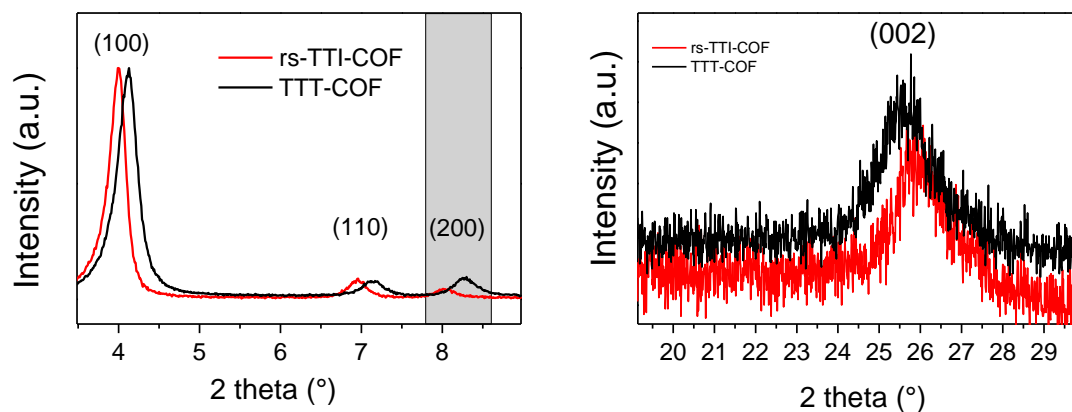 (100)
rs-TTI-COF
TTT-COF
(110)
(200)
Intensity (a.u.)
4 5 6 7 8
2 theta (°)
(002)
rs-TTI-COF
TTT-COF
Intensity (a.u.)
20 21 22 23 24 25 26 27 28 29
2 theta (°)